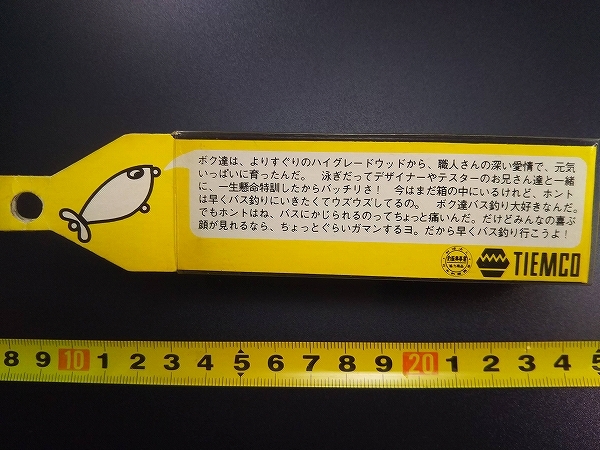 ボク達は、よりすぐりのハイグレードウッドから、職人さんの深い愛情で、元気
いっぱいに育ったんだ。 泳ぎだってデザイナーやテスターのお兄さん達と一緒
に、一生懸命特訓したからバッチリさ! 今はまだ箱の中にいるけれど、ホント
は早くバス釣りにいきたくてウズウズしてるの。 ボク達バス釣り大好きなんだ。
でもホントはね、バスにかじられるのってちょっと痛いんだ。だけどみんなの喜ぶ
顔が見れるなら、ちょっとぐらいガマンするヨ。だから早くバス釣り行こうよ!
TIEMCO
8 9 10 1 2 3 4 5 6 7 8 9 20 1 2 3 4